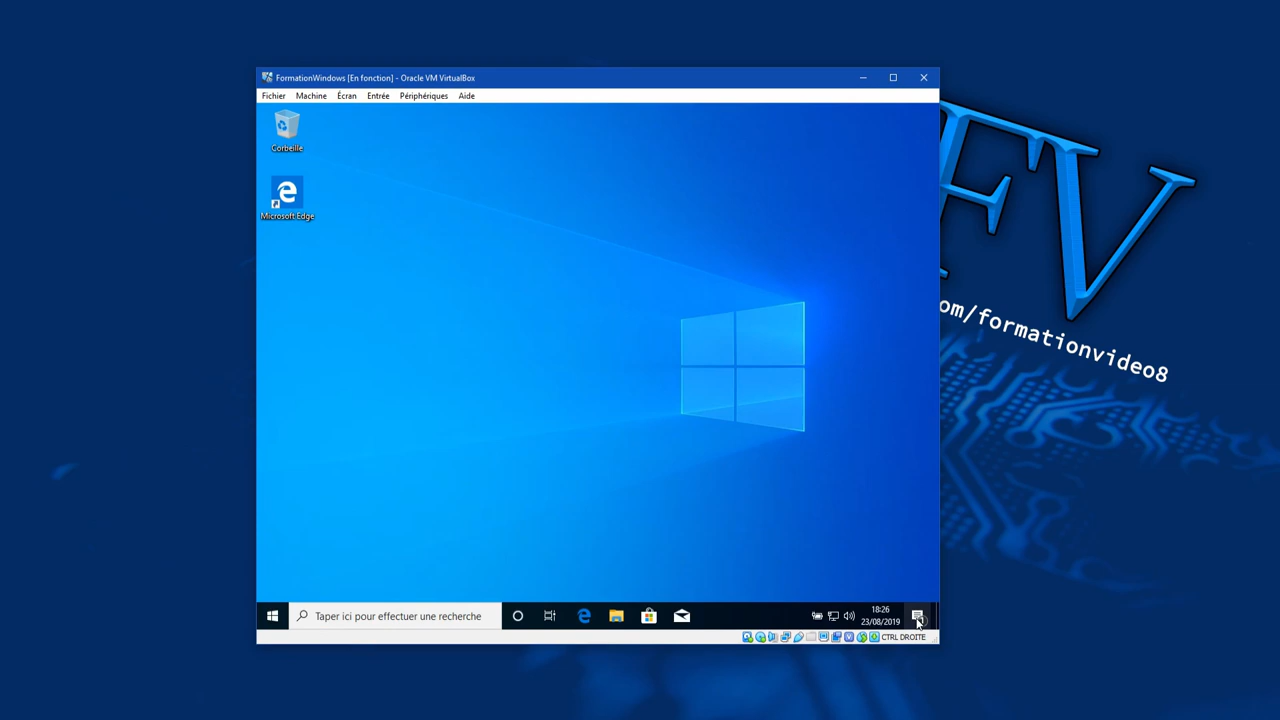 FormationWindows [En fonction] - Oracle VM VirtualBox
Fichier Machine Écran Entrée Périphériques Aide
Corbeille
Microsoft Edge
FV
om/formationvideo8
Taper ici pour effectuer une recherche
18:26
23/08/2019
CTRL DROITE